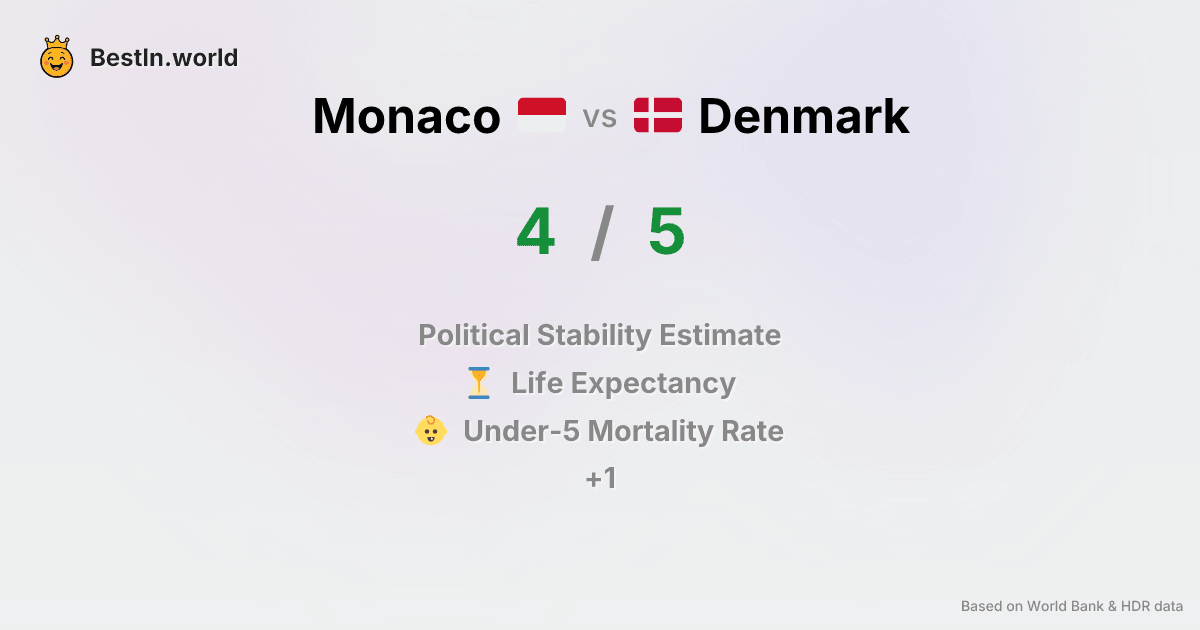 BestIn.world
Monaco vs Denmark
4 / 5
Political Stability Estimate
Life Expectancy
Under-5 Mortality Rate
+1
Based on World Bank & HDR data